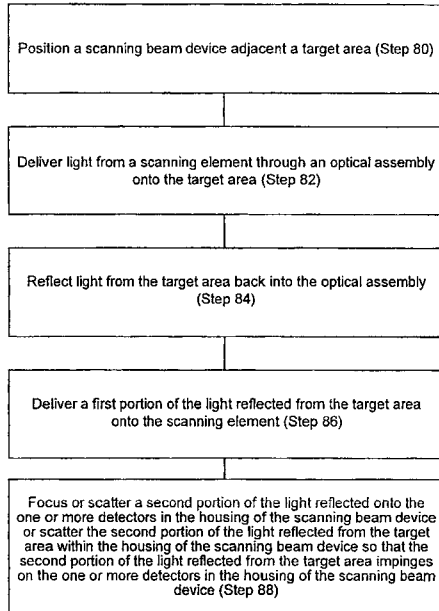 Position a scanning beam device adjacent a target area (Step 80)
Deliver light from a scanning element through an optical assembly
onto the target area (Step 82)
Reflect light from the target area back into the optical assembly
(Step 84)
Deliver a first portion of the light reflected from the target area
onto the scanning element (Step 86)
Focus or scatter a second portion of the light reflected onto the
one or more detectors in the housing of the scanning beam device
or scatter the second portion of the light reflected from the target
area within the housing of the scanning beam device so that the
second portion of the light reflected from the target area impinges
on the one or more detectors in the housing of the scanning beam
device (Step 88)